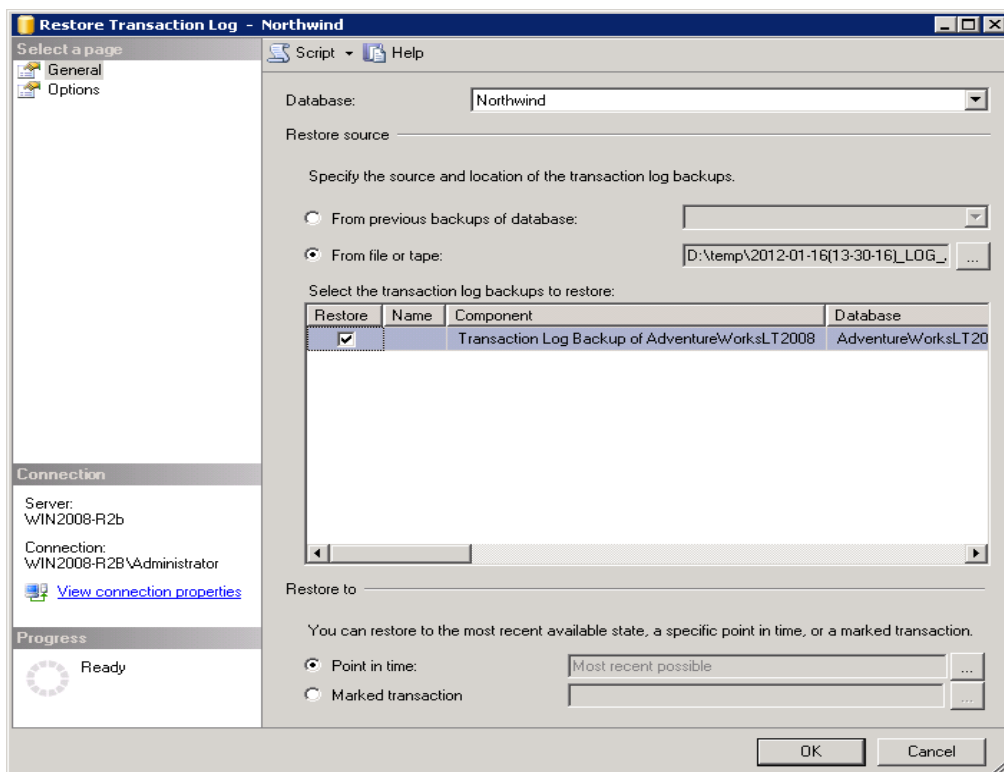 Restore Transaction Log - Northwind
Select a page
General
Options
Script
Help
Database:
Northwind
Restore source
Specify the source and location of the transaction log backups.
From previous backups of database:
From file or tape:
D:\temp\2012-01-16(13-30-16)_LOG_
...
Select the transaction log backups to restore:
Restore Name Component Database
Transaction Log Backup of AdventureWorksLT2008 AdventureWorksLT20
Connection
Server:
WIN2008-R2b
Connection:
WIN2008-R2B\Administrator
View connection properties
Restore to
You can restore to the most recent available state, a specific point in time, or a marked transaction.
Progress
Ready
Point in time:
Most recent possible
...
Marked transaction
...
OK
Cancel